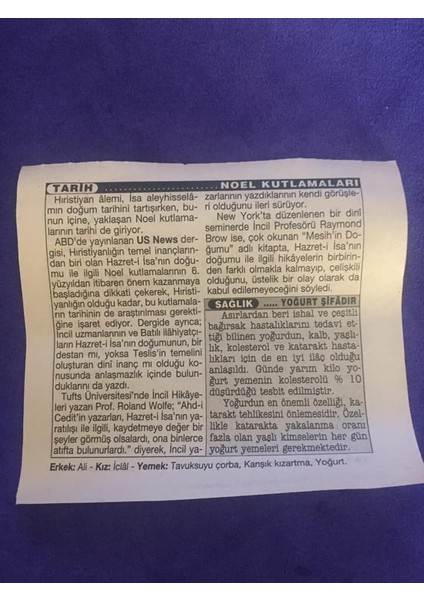 TARİH ........................ NOEL KUTLAMALARI
Hıristiyan âlemi, İsa aleyhisselâ-
mın doğum tarihini tartışırken, bu-
nun içine, yaklaşan Noel kutlama-
larının tarihi de giriyor.
ABD'de yayınlanan US News der-
gisi, Hıristiyanlığın temel inançların-
dan biri olan Hazret-i İsa'nın doğu-
mu ile ilgili Noel kutlamalarının 6.
yüzyıldan itibaren önem kazanmaya
başladığına dikkati çekerek, Hristi-
yanlığın olduğu kadar, bu kutlamala-
rın tarihinin de araştırılması gerekti-
ğine işaret ediyor. Dergide ayrıca;
İncil uzmanlarının ve Batılı ilâhiyatçı-
ların Hazret-i İsa'nın doğumunun, bir
destan mı, yoksa Teslis'in temelini
oluşturan dinî inanç mı olduğu ko-
nusunda anlaşmazlık içinde bulun-
duklarını da yazdı.
Tufts Üniversitesi'nde İncil Hikâye-
leri yazarı Prof. Roland Wolfe; "Ahd-i
Cedit'in yazarları, Hazret-i İsa'nın ya-
ratılışı ile ilgili, kaydetmeye değer bir
şeyler görmüş olsalardı, ona binlerce
atıfta bulunurlardı." diyerek, İncil ya-
zarlarının yazdıklarının kendi görüşle-
ri olduğunu ileri sürüyor.
New York'ta düzenlenen bir dinî
seminerde İncil Profesörü Raymond
Brow ise, çok okunan "Mesih'in Do-
ğumu" adlı kitapta, Hazret-i İsa'nın
doğumu ile ilgili hikâyelerin birbirin-
den farklı olmakla kalmayıp, çelişkili
olduğunu, üstelik bir olay olarak da
kabul edilemeyeceğini söyledi.
SAĞLIK ..... YOĞURT ŞİFÂDIR
Asırlardan beri ishal ve çeşitli
bağırsak hastalıklarını tedavi et-
tiği bilinen yoğurdun, kalb, yaşlı-
lık, kolesterol ve katarakt hasta-
lıkları için de en iyi ilâç olduğu
anlaşıldı. Günde yarım kilo yo-
ğurt yemenin kolesterolü % 10
düşürdüğü tesbit edilmiştir.
Yoğurdun en önemli özelliği, ka-
tarakt tehlikesini önlemesidir. Özel-
likle katarakta yakalanma oranı
fazla olan yaşlı kimselerin her gün
yoğurt yemeleri gerekmektedir.
Erkek: Ali - Kız: İclâl - Yemek: Tavuksuyu çorba, Karışık kızartma, Yoğurt.